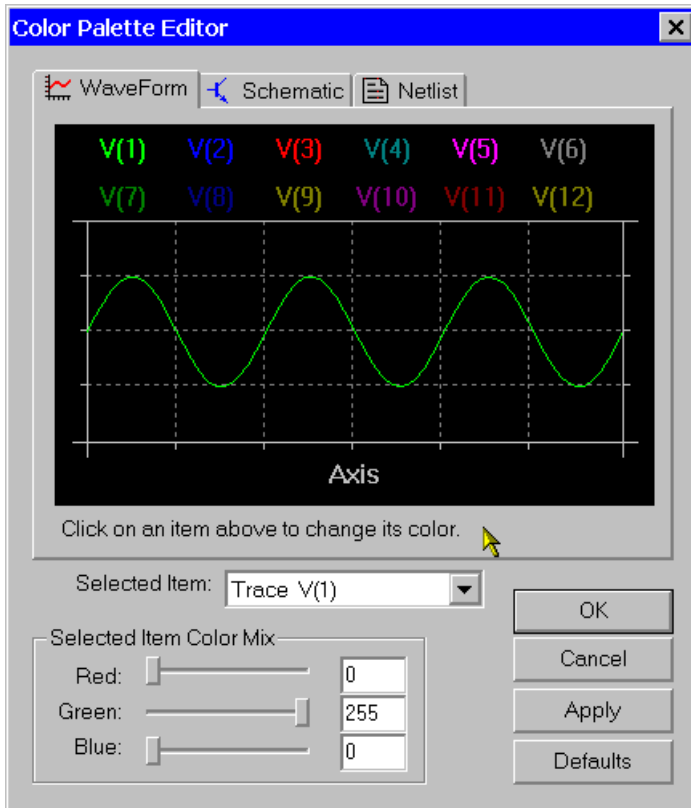 Color Palette Editor
WaveForm Schematic Netlist
V(1) V(2) V(3) V(4) V(5) V(6)
V(7) V(8) V(9) V(10) V(11) V(12)
Axis
Click on an item above to change its color.
Selected Item: Trace V(1)
OK
Selected Item Color Mix
Cancel
Red: 0
Green: 255
Apply
Blue: 0
Defaults